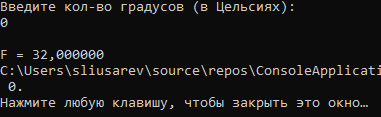 Введите кол-во градусов (в Цельсиях):
0
F = 32,000000
C:\Users\sliusarev\source\repos\ConsoleApplicati
0.
Нажмите любую клавишу, чтобы закрыть это окно…